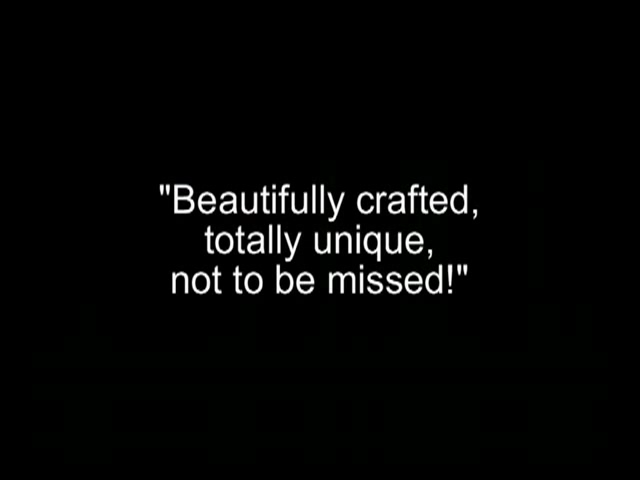 "Beautifully crafted,
totally unique,
not to be missed!"